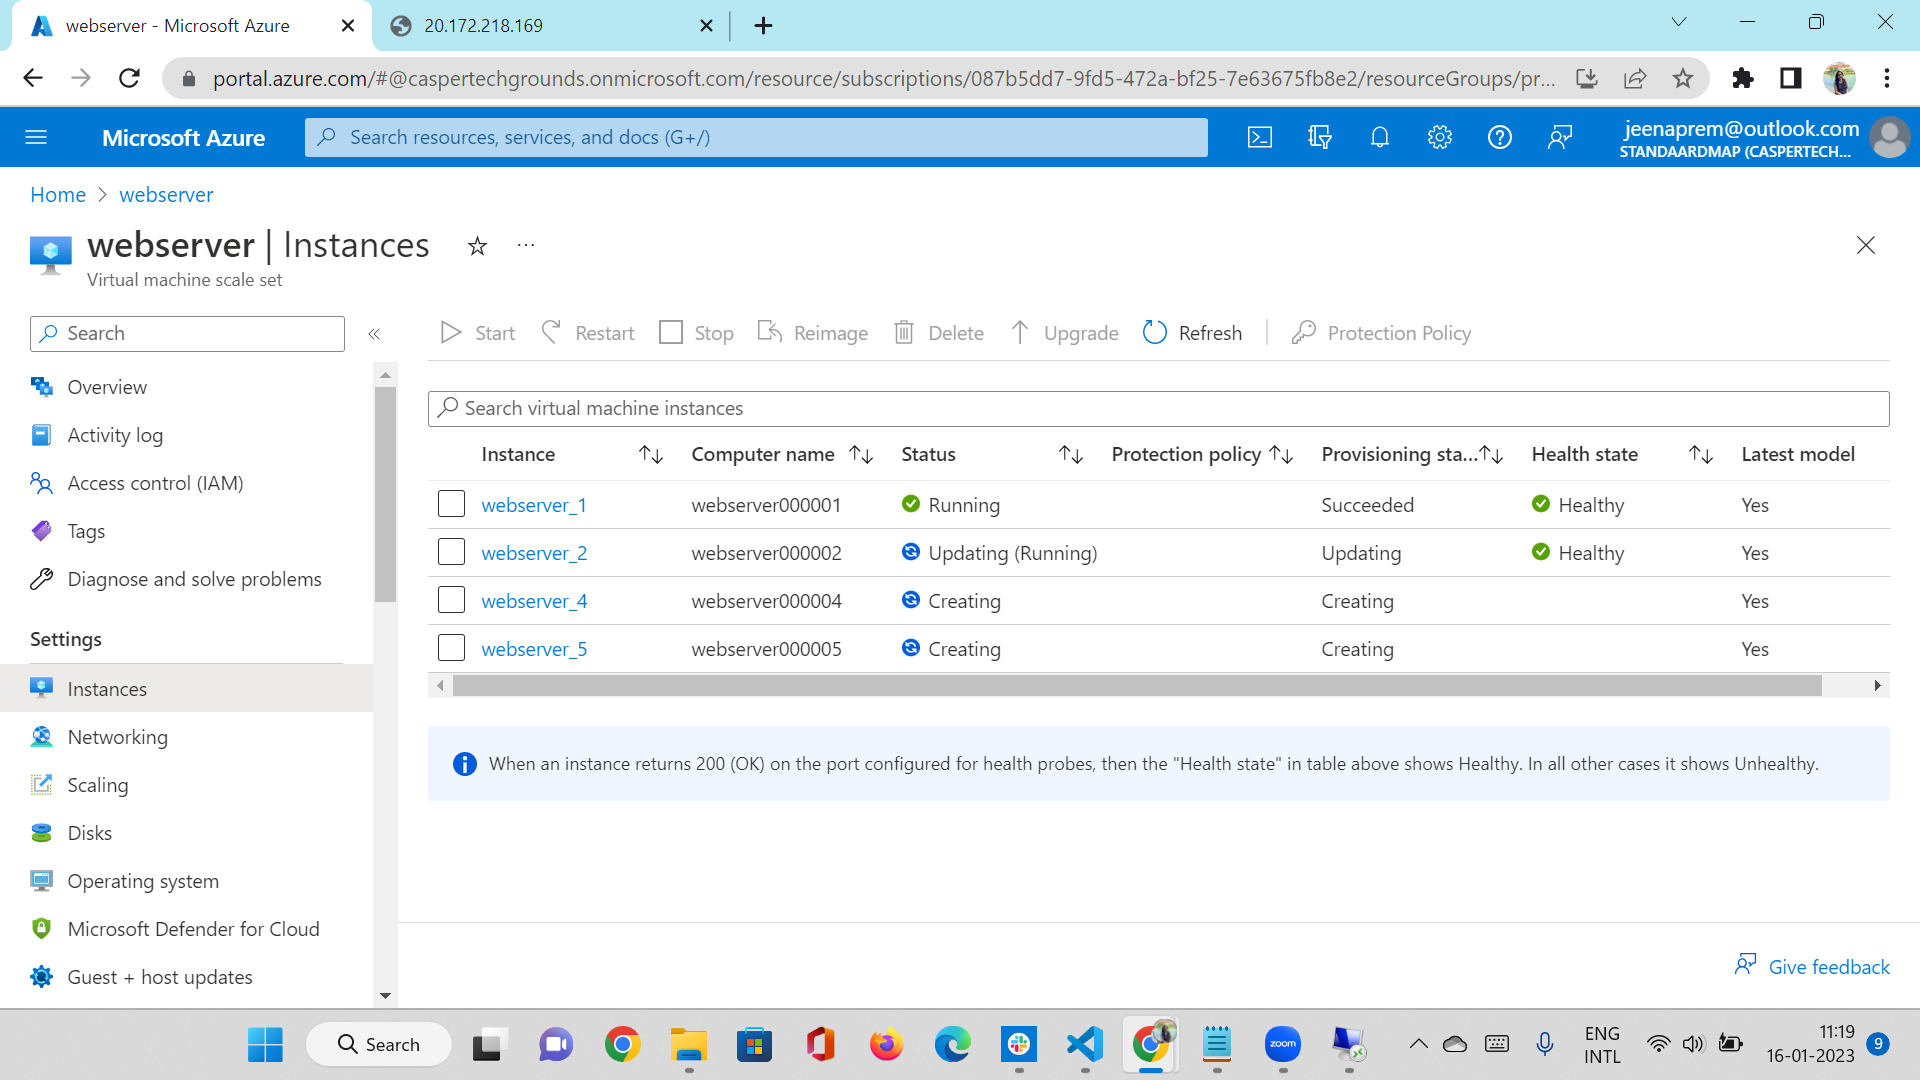 webserver - Microsoft Azure
20.172.218.169
portal.azure.com/#@caspertechgrounds.onmicrosoft.com/resource/subscriptions/087b5dd7-9fd5-472a-bf25-7e63675fb8e2/resourceGroups/pr...
Microsoft Azure
Search resources, services, and docs (G+/)
jeenaprem@outlook.com
STANDAARDMAP (CASPERTECH...
Home > webserver
webserver | Instances
Virtual machine scale set
Search
Start Restart Stop Reimage Delete Upgrade Refresh Protection Policy
Overview
Activity log
Access control (IAM)
Tags
Diagnose and solve problems
Settings
Instances
Networking
Scaling
Disks
Operating system
Microsoft Defender for Cloud
Guest + host updates
Search virtual machine instances
Instance Computer name Status Protection policy Provisioning sta... Health state Latest model
webserver_1 webserver000001 Running Succeeded Healthy Yes
webserver_2 webserver000002 Updating (Running) Updating Healthy Yes
webserver_4 webserver000004 Creating Creating Yes
webserver_5 webserver000005 Creating Creating Yes
When an instance returns 200 (OK) on the port configured for health probes, then the "Health state" in table above shows Healthy. In all other cases it shows Unhealthy.
Give feedback
Search
zoom
ENG
INTL
11:19
16-01-2023
9